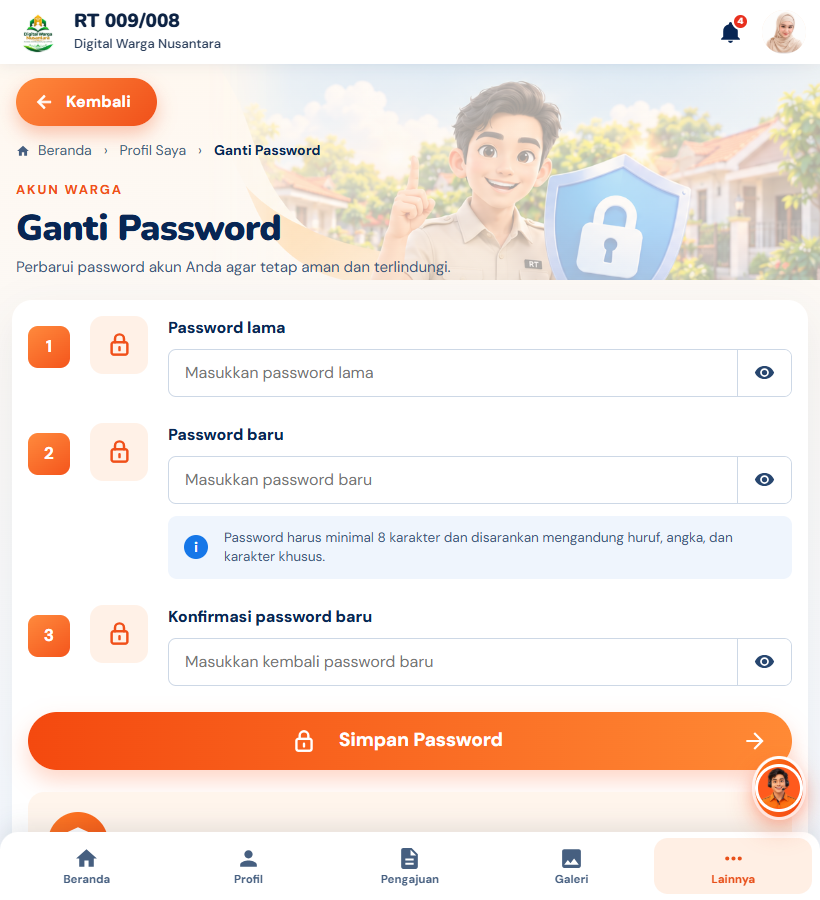 RT 009/008
Digital Warga Nusantara
4
Kembali
Beranda › Profil Saya › Ganti Password
AKUN WARGA
Ganti Password
Perbarui password akun Anda agar tetap aman dan terlindungi.
RT
1
Password lama
Masukkan password lama
2
Password baru
Masukkan password baru
i
Password harus minimal 8 karakter dan disarankan mengandung huruf, angka, dan
karakter khusus.
3
Konfirmasi password baru
Masukkan kembali password baru
Simpan Password
Beranda
Profil
Pengajuan
Galeri
Lainnya